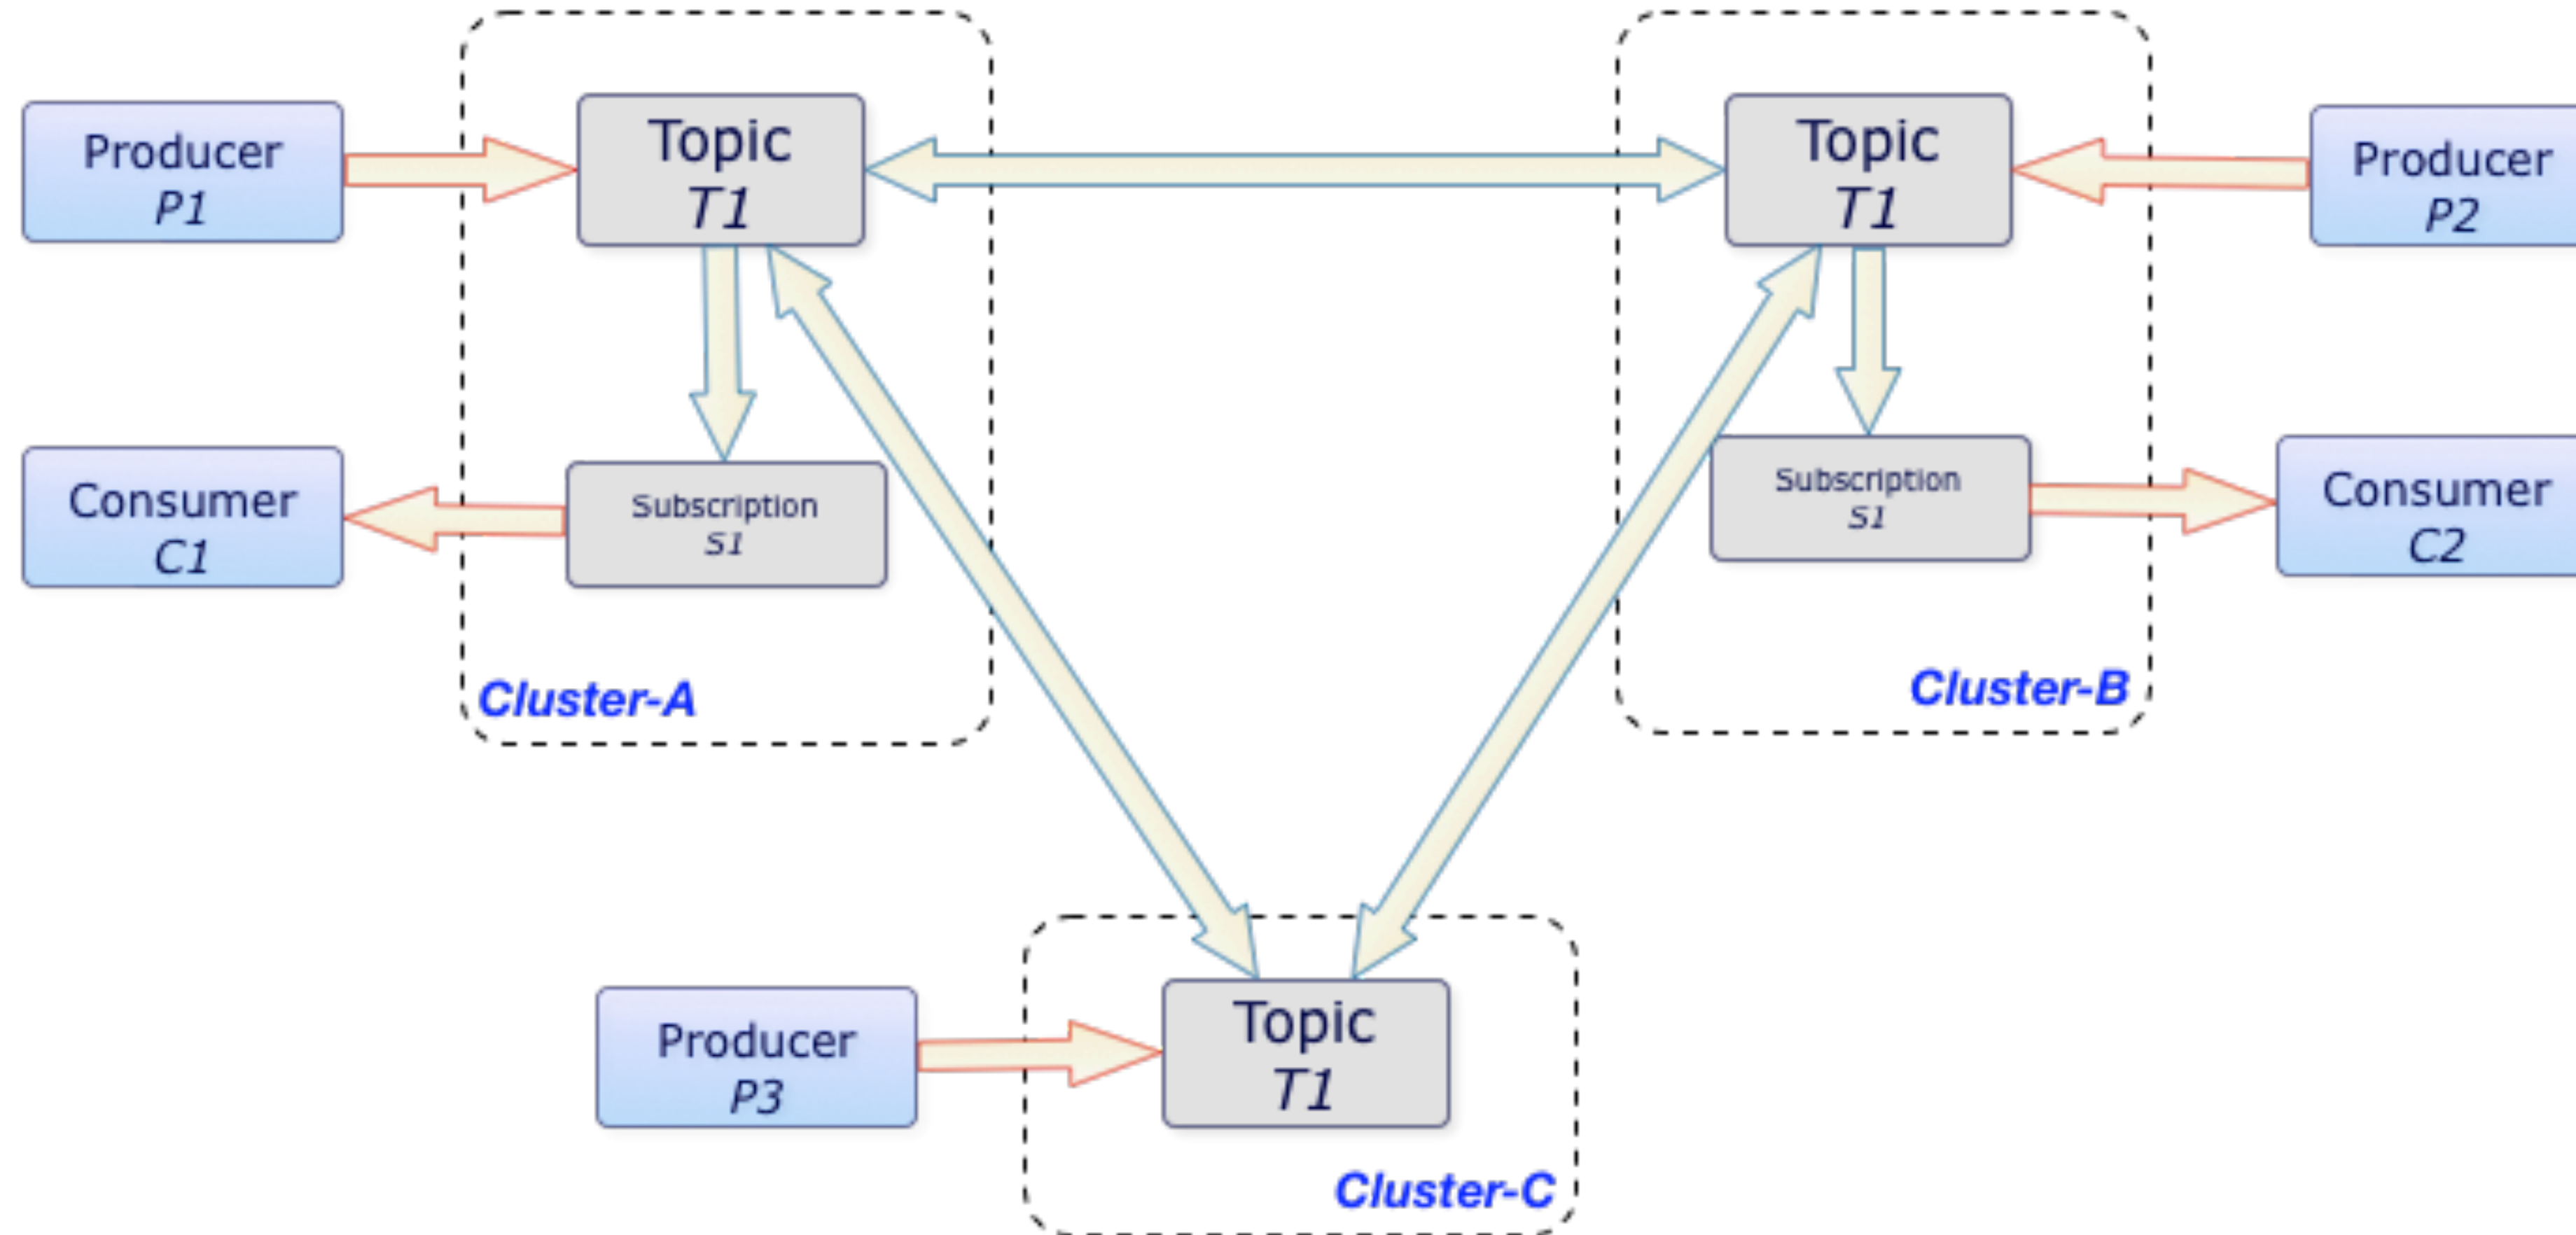 Producer
P1
Topic
T1
Topic
T1
Producer
P2
Consumer
C1
Subscription
S1
Subscription
S1
Consumer
C2
Cluster-A
Cluster-B
Producer
P3
Topic
T1
Cluster-C